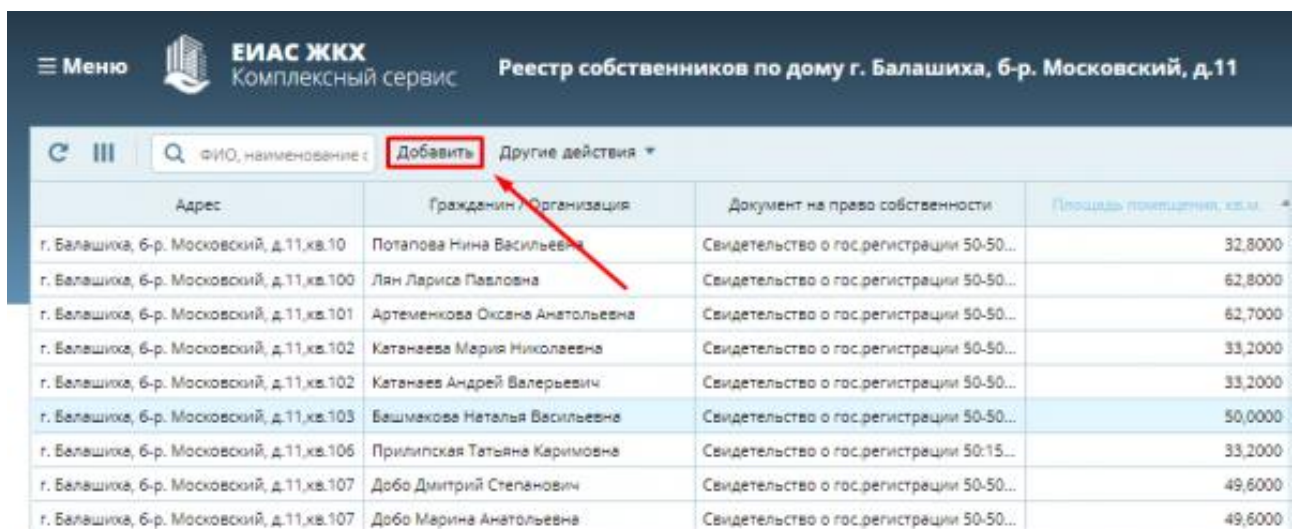 Меню
ЕИАС ЖКХ
Комплексный сервис
Реестр собственников по дому г. Балашиха, б-р. Московский, д.11
ФИО, наименование Добавить Другие действия
Адрес Гражданин / Организация Документ на право собственности Площадь помещения, кв.м.
г. Балашиха, б-р. Московский, д.11,кв.10 Потапова Нина Васильевна Свидетельство о гос.регистрации 50-50... 32,8000
г. Балашиха, б-р. Московский, д.11,кв.100 Лян Лариса Павловна Свидетельство о гос.регистрации 50-50... 62,8000
г. Балашиха, б-р. Московский, д.11,кв.101 Артеменкова Оксана Анатольевна Свидетельство о гос.регистрации 50-50... 62,7000
г. Балашиха, б-р. Московский, д.11,кв.102 Катанаева Мария Николаевна Свидетельство о гос.регистрации 50-50... 33,2000
г. Балашиха, б-р. Московский, д.11,кв.102 Катанаев Андрей Валерьевич Свидетельство о гос.регистрации 50-50... 33,2000
г. Балашиха, б-р. Московский, д.11,кв.103 Башмакова Наталья Васильевна Свидетельство о гос.регистрации 50-50... 50,0000
г. Балашиха, б-р. Московский, д.11,кв.106 Прилипская Татьяна Каримовна Свидетельство о гос.регистрации 50:15... 33,2000
г. Балашиха, б-р. Московский, д.11,кв.107 Добо Дмитрий Степанович Свидетельство о гос.регистрации 50-50... 49,6000
г. Балашиха, б-р. Московский, д.11,кв.107 Добо Марина Анатольевна Свидетельство о гос.регистрации 50-50... 49,6000